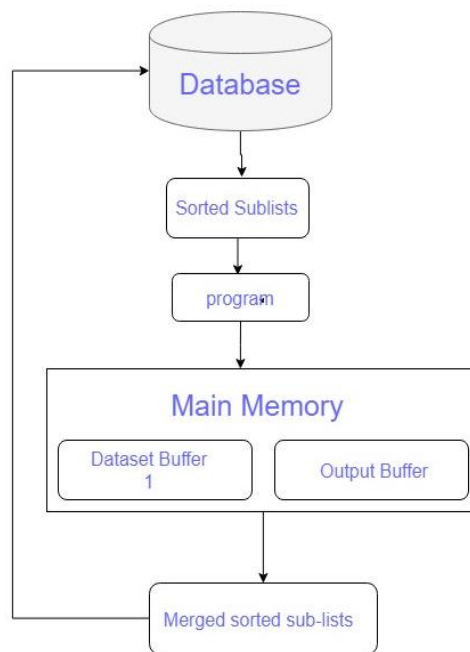 Database
Sorted Sublists
program
Main Memory
Dataset Buffer
1
Output Buffer
Merged sorted sub-lists